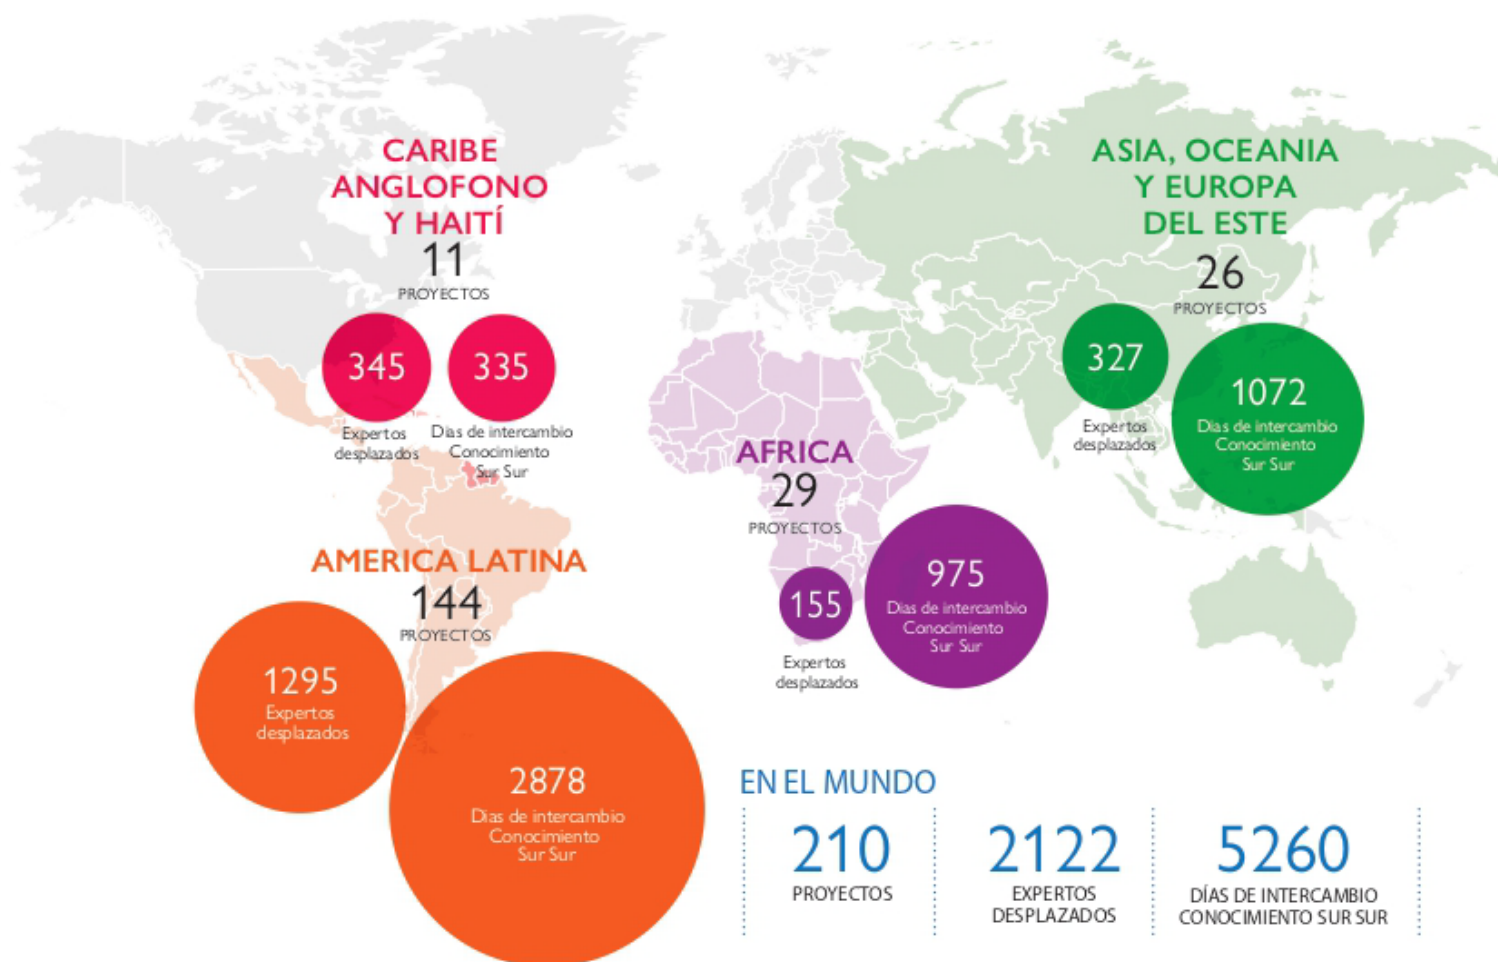 CARIBE
ANGLOFONO
Y HAITÍ
11
PROYECTOS
345
Expertos
desplazados
335
Dias de intercambio
Conocimiento
Sur Sur
ASIA, OCEANIA
Y EUROPA
DEL ESTE
26
PROYECTOS
327
Expertos
desplazados
1072
Dias de intercambio
Conocimiento
Sur Sur
AFRICA
29
PROYECTOS
155
Expertos
desplazados
975
Dias de intercambio
Conocimiento
Sur Sur
AMERICA LATINA
144
PROYECTOS
1295
Expertos
desplazados
2878
Dias de intercambio
Conocimiento
Sur Sur
EN EL MUNDO
210
PROYECTOS
2122
EXPERTOS
DESPLAZADOS
5260
DÍAS DE INTERCAMBIO
CONOCIMIENTO SUR SUR